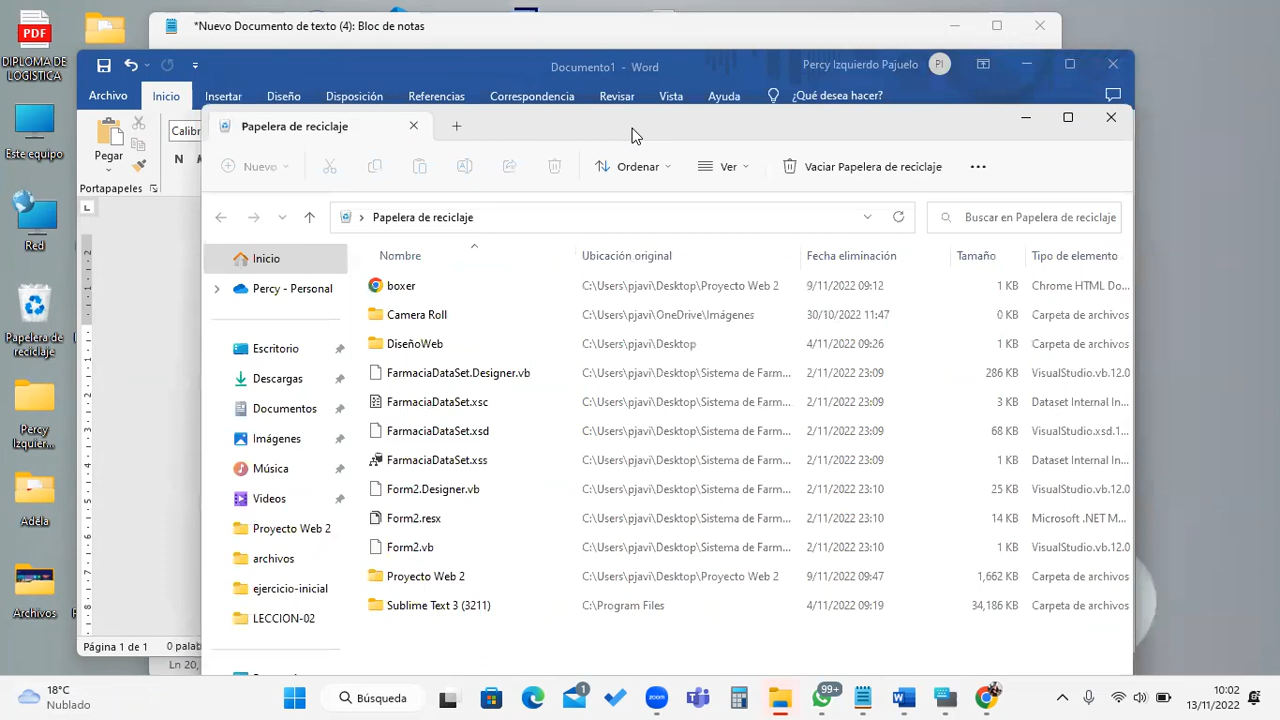 *Nuevo Documento de texto (4): Bloc de notas
PDF
DIPLOMA DE
LOGISTICA
Documento1 - Word
Percy Izquierdo Pajuelo
PI
Archivo
Inicio
Insertar
Diseño
Disposición
Referencias
Correspondencia
Revisar
Vista
Ayuda
¿Qué desea hacer?
Pegar
Calibr
N
Portapapeles
Papelera de reciclaje
Nuevo
Ordenar
Ver
Vaciar Papelera de reciclaje
Papelera de reciclaje
Buscar en Papelera de reciclaje
Este equipo
Red
Papelera de
reciclaje
Percy
Izquier...
Adela
Archivos
Inicio
Percy - Personal
Escritorio
Descargas
Documentos
Imágenes
Música
Videos
Proyecto Web 2
archivos
ejercicio-inicial
LECCION-02
Nombre Ubicación original Fecha eliminación Tamaño Tipo de elemento
boxer C:\Users\pjavi\Desktop\Proyecto Web 2 9/11/2022 09:12 1 KB Chrome HTML Do...
Camera Roll C:\Users\pjavi\OneDrive\Imágenes 30/10/2022 11:47 0 KB Carpeta de archivos
DiseñoWeb C:\Users\pjavi\Desktop 4/11/2022 09:26 1 KB Carpeta de archivos
FarmaciaDataSet.Designer.vb C:\Users\pjavi\Desktop\Sistema de Farm... 2/11/2022 23:09 286 KB VisualStudio.vb.12.0
FarmaciaDataSet.xsc C:\Users\pjavi\Desktop\Sistema de Farm... 2/11/2022 23:09 3 KB Dataset Internal In...
FarmaciaDataSet.xsd C:\Users\pjavi\Desktop\Sistema de Farm... 2/11/2022 23:09 68 KB VisualStudio.xsd.1...
FarmaciaDataSet.xss C:\Users\pjavi\Desktop\Sistema de Farm... 2/11/2022 23:09 4 KB Dataset Internal In...
Form2.Designer.vb C:\Users\pjavi\Desktop\Sistema de Farm... 2/11/2022 23:10 25 KB VisualStudio.vb.12.0
Form2.resx C:\Users\pjavi\Desktop\Sistema de Farm... 2/11/2022 23:10 14 KB Microsoft .NET M...
Form2.vb C:\Users\pjavi\Desktop\Sistema de Farm... 2/11/2022 23:10 1 KB VisualStudio.vb.12.0
Proyecto Web 2 C:\Users\pjavi\Desktop\Proyecto Web 2 9/11/2022 09:47 1,662 KB Carpeta de archivos
Sublime Text 3 (3211) C:\Program Files 4/11/2022 09:19 34,186 KB Carpeta de archivos
Página 1 de 1 0 palab
Ln 20,
18°C
Nublado
Búsqueda
1
zoom
99+
10:02
13/11/2022